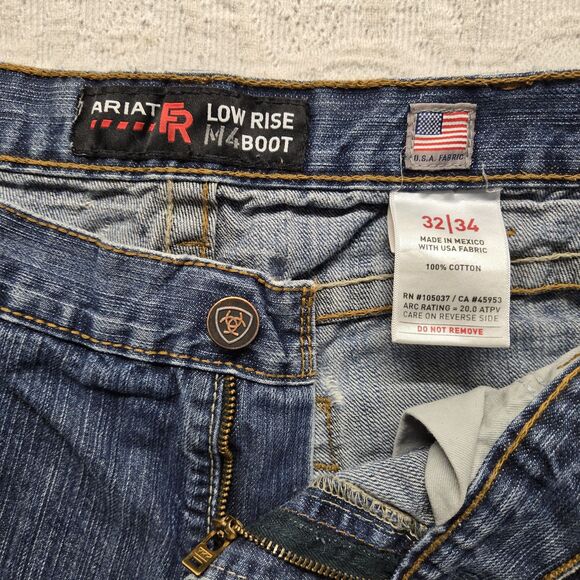 ARIAT FR LOW RISE
M4 BOOT
U.S.A. FABRIC
32|34
MADE IN MEXICO
WITH USA FABRIC
100% COTTON
RN #105037 / CA #45953
ARC RATING = 20.0 ATPV
CARE ON REVERSE SIDE
DO NOT REMOVE